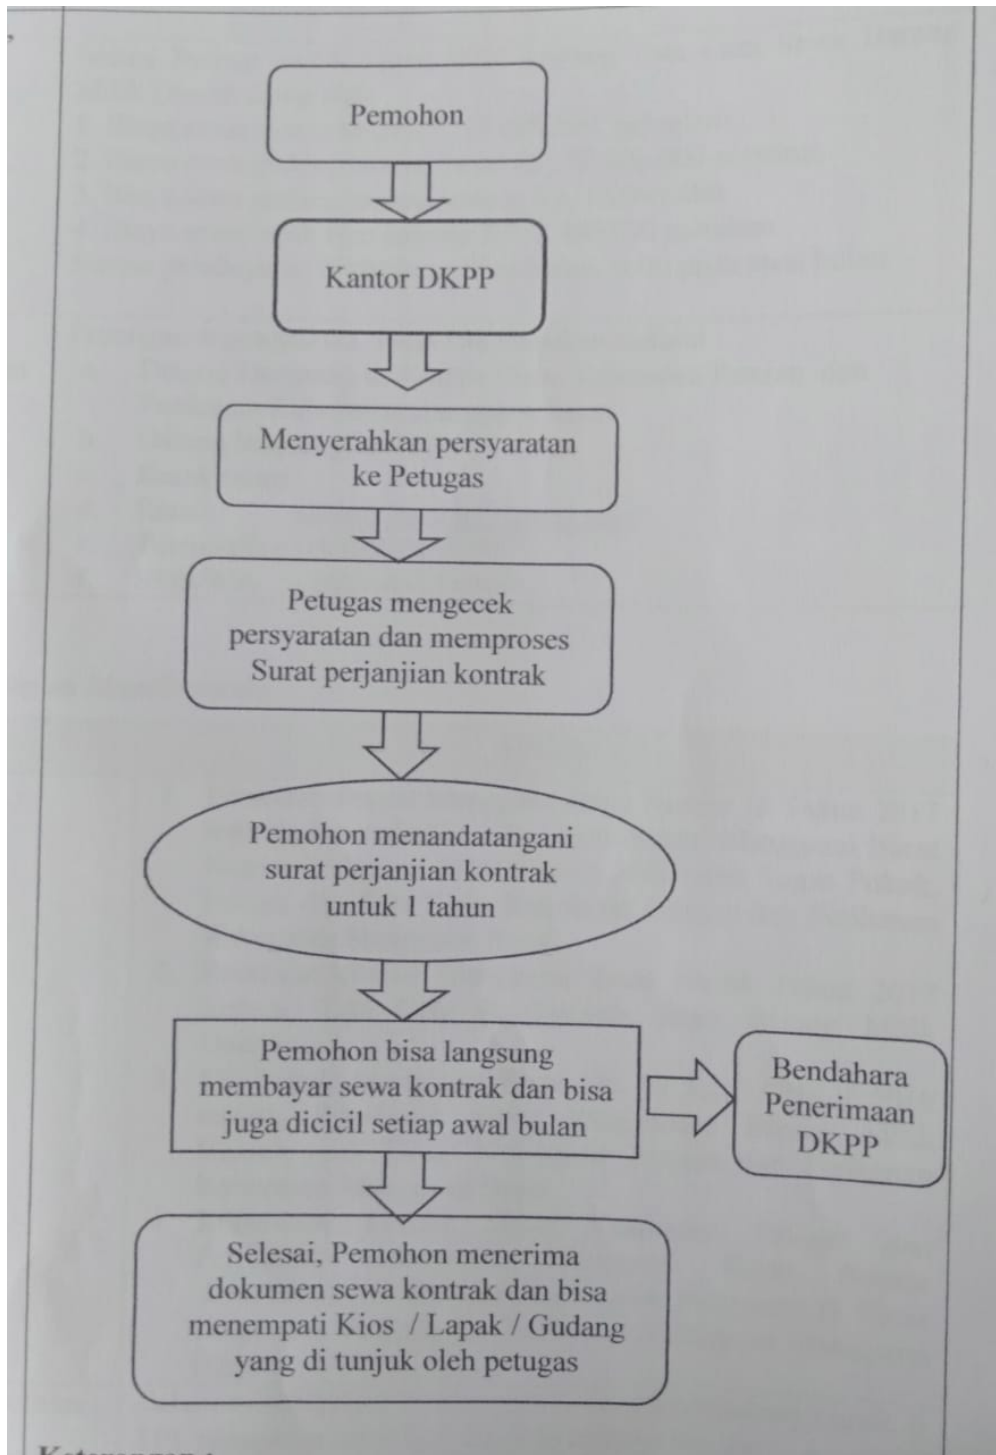 Pemohon
Kantor DKPP
Menyerahkan persyaratan
ke Petugas
Petugas mengecek
persyaratan dan memproses
Surat perjanjian kontrak
Pemohon menandatangani
surat perjanjian kontrak
untuk 1 tahun
Pemohon bisa langsung
membayar sewa kontrak dan bisa
juga dicicil setiap awal bulan
Bendahara
Penerimaan
DKPP
Selesai, Pemohon menerima
dokumen sewa kontrak dan bisa
menempati Kios / Lapak / Gudang
yang di tunjuk oleh petugas